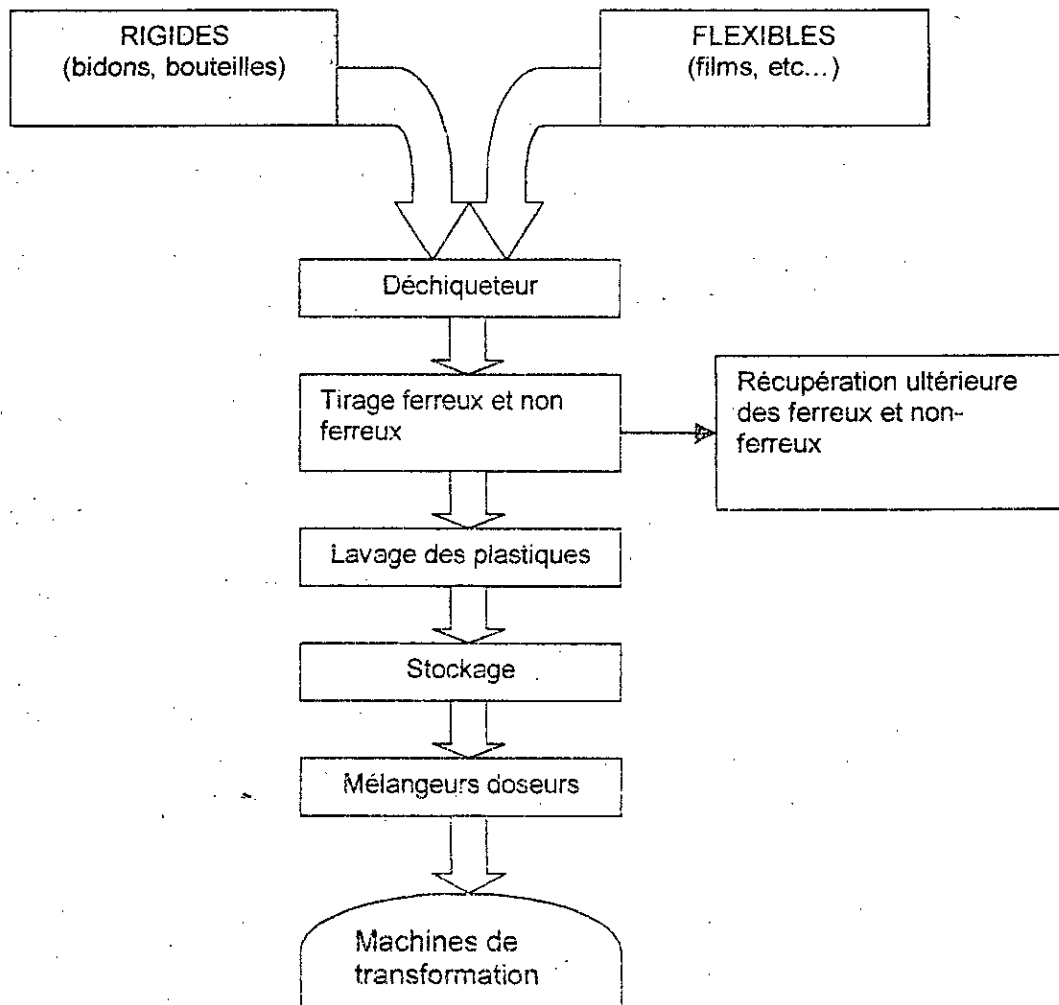 RIGIDES
(bidons, bouteilles)
FLEXIBLES
(films, etc...)
Déchiqueteur
Tirage ferreux et non
ferreux
Récupération ultérieure
des ferreux et non-
ferreux
Lavage des plastiques
Stockage
Mélangeurs doseurs
Machines de
transformation